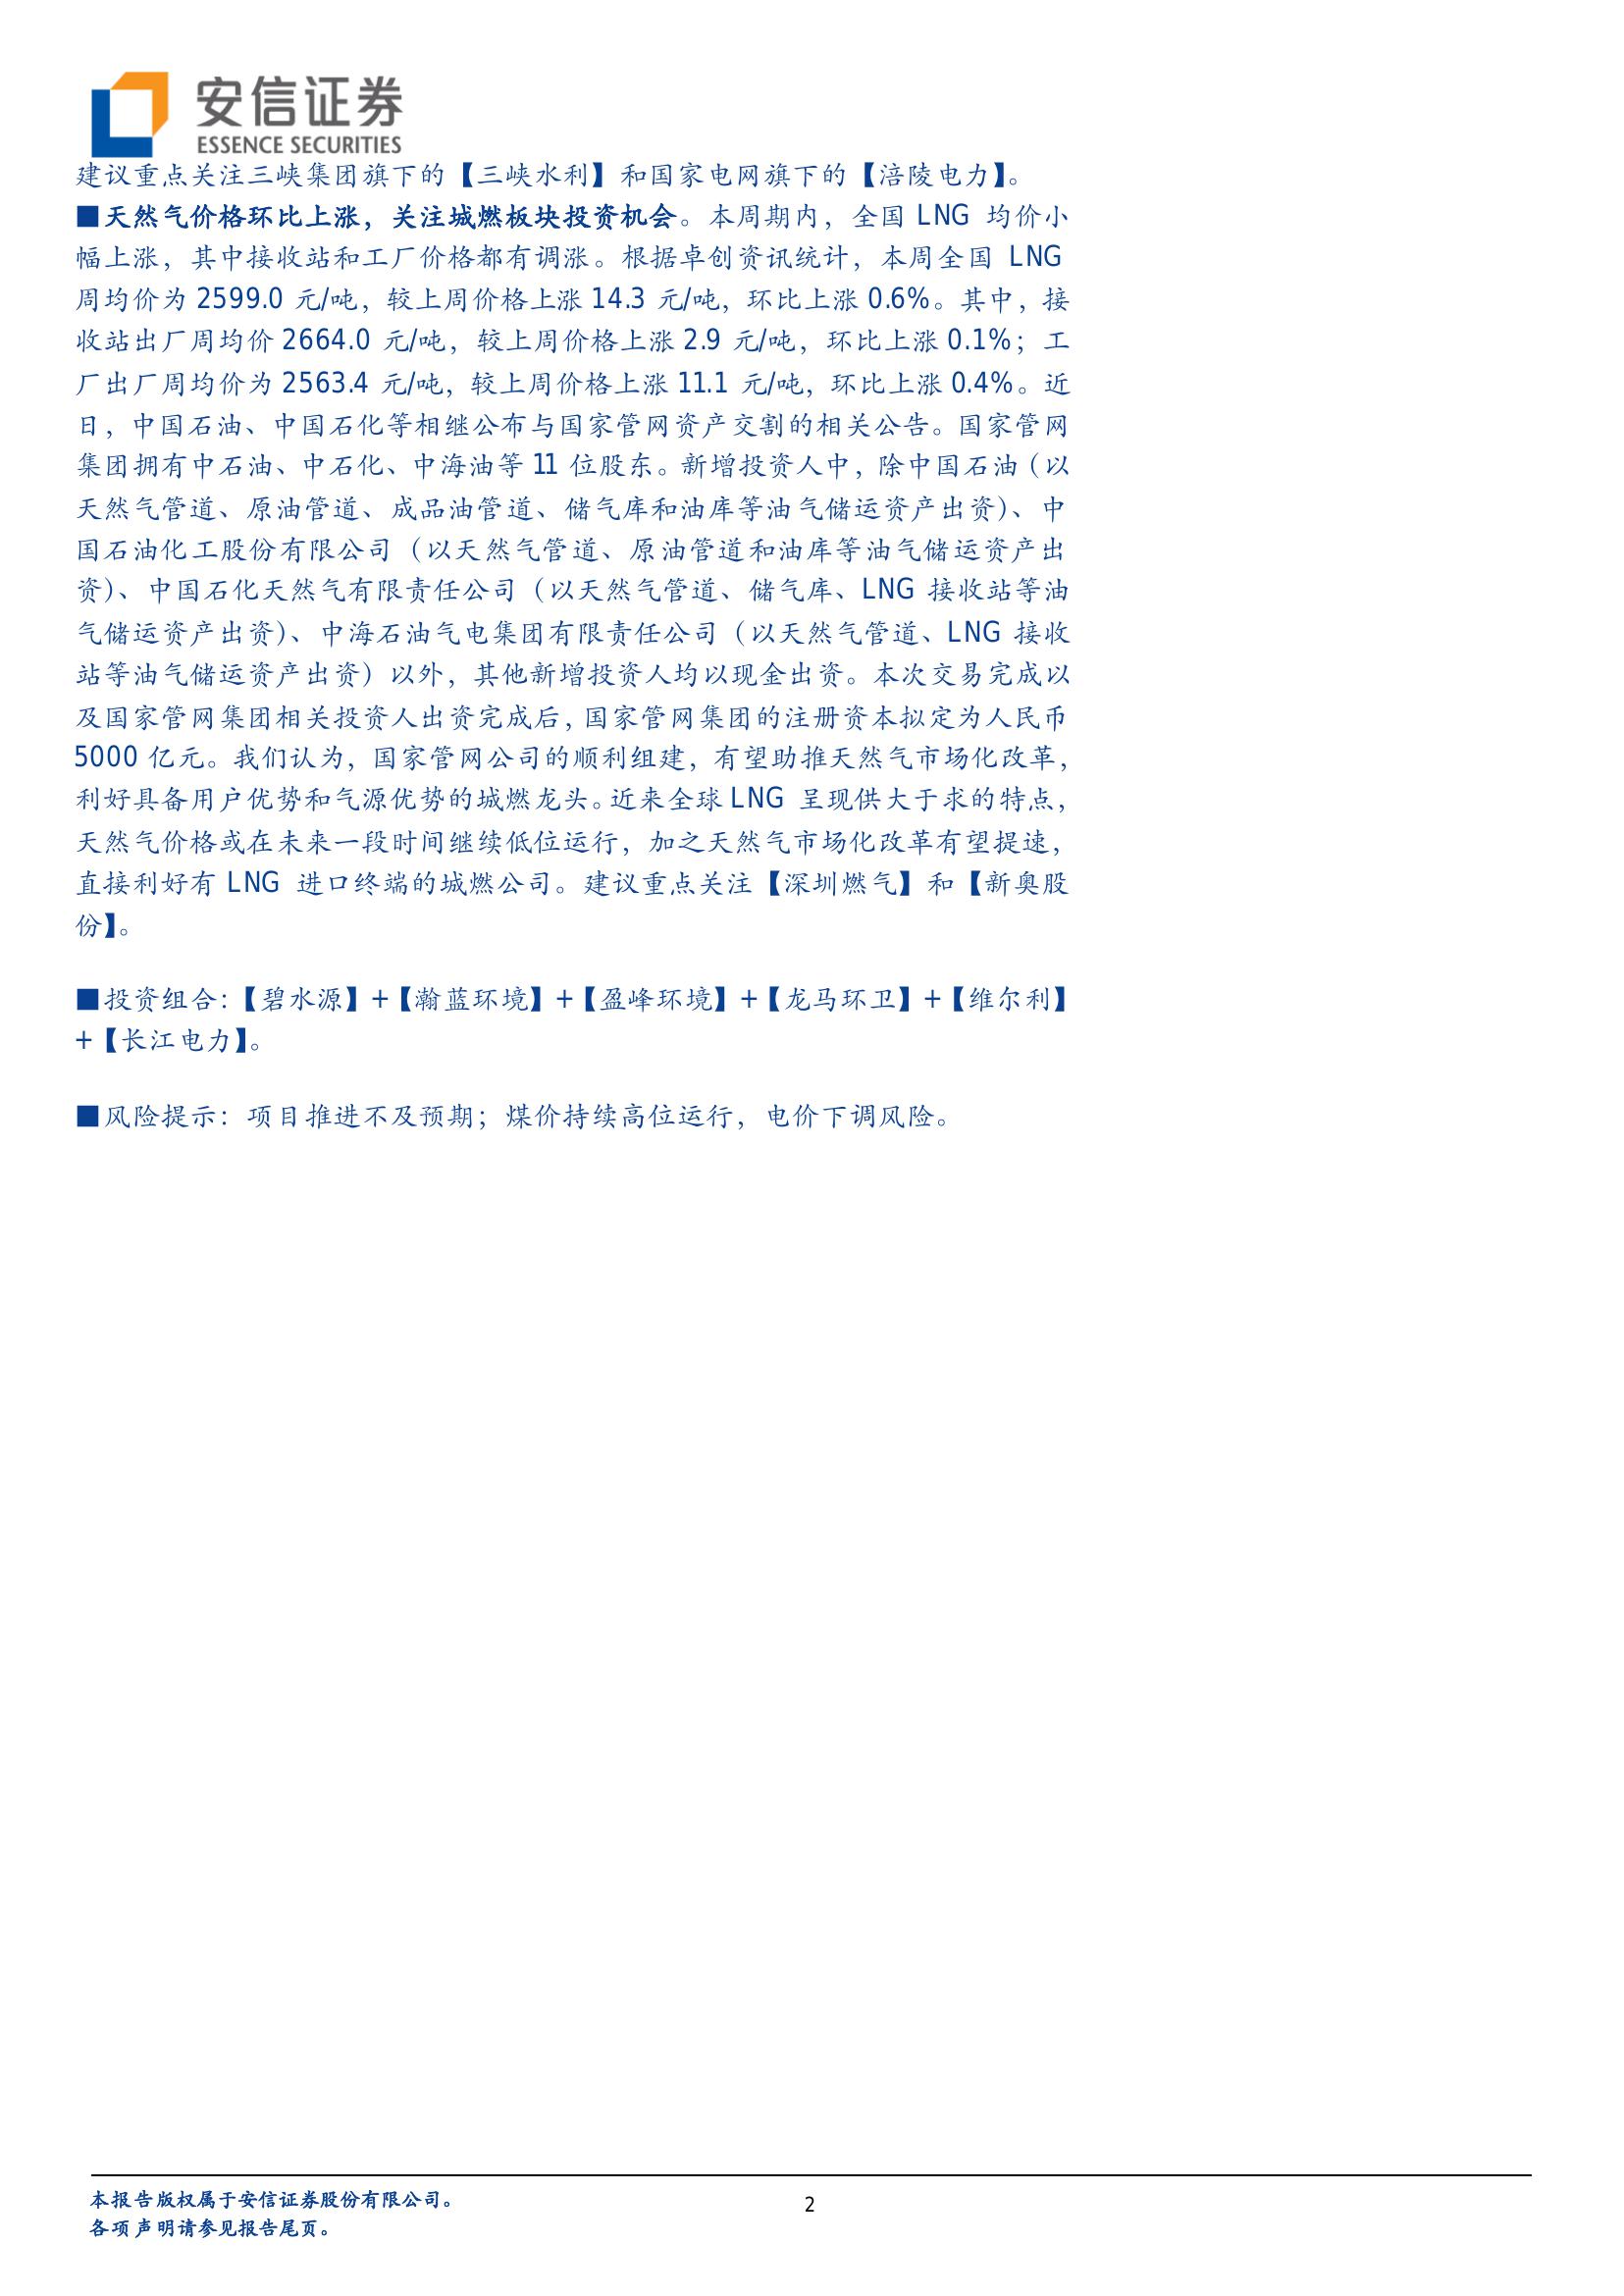 安信证券
ESSENCE SECURITIES
建议重点关注三峡集团旗下的【三峡水利】和国家电网旗下的【涪陵电力】。
■天然气价格环比上涨，关注城燃板块投资机会。本周期内，全国 LNG 均价小
幅上涨，其中接收站和工厂价格都有调涨。根据卓创资讯统计，本周全国 LNG
周均价为 2599.0 元/吨，较上周价格上涨 14.3 元/吨，环比上涨 0.6%。其中，接
收站出厂周均价 2664.0 元/吨，较上周价格上涨 2.9 元/吨，环比上涨 0.1%；工
厂出厂周均价为 2563.4 元/吨，较上周价格上涨 11.1 元/吨，环比上涨 0.4%。近
日，中国石油、中国石化等相继公布与国家管网资产交割的相关公告。国家管网
集团拥有中石油、中石化、中海油等 11 位股东。新增投资人中，除中国石油（以
天然气管道、原油管道、成品油管道、储气库和油库等油气储运资产出资）、中
国石油化工股份有限公司（以天然气管道、原油管道和油库等油气储运资产出
资）、中国石化天然气有限责任公司（以天然气管道、储气库、LNG 接收站等油
气储运资产出资）、中海石油气电集团有限责任公司（以天然气管道、LNG 接收
站等油气储运资产出资）以外，其他新增投资人均以现金出资。本次交易完成以
及国家管网集团相关投资人出资完成后，国家管网集团的注册资本拟定为人民币
5000 亿元。我们认为，国家管网公司的顺利组建，有望助推天然气市场化改革，
利好具备用户优势和气源优势的城燃龙头。近来全球 LNG 呈现供大于求的特点，
天然气价格或在未来一段时间继续低位运行，加之天然气市场化改革有望提速，
直接利好有 LNG 进口终端的城燃公司。建议重点关注【深圳燃气】和【新奥股
份】。
■投资组合：【碧水源】+【瀚蓝环境】+【盈峰环境】+【龙马环卫】+【维尔利】
+【长江电力】。
■风险提示：项目推进不及预期；煤价持续高位运行，电价下调风险。
本报告版权属于安信证券股份有限公司。
各项声明请参见报告尾页。
2